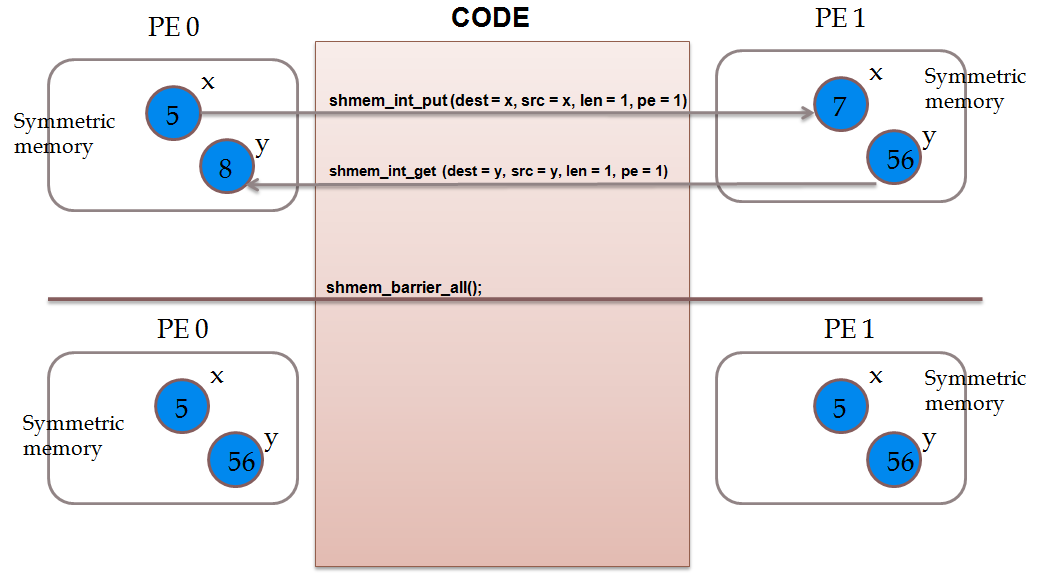 CODE
PE 0
PE 1
x
5
y
8
Symmetric
memory
shmem_int_put (dest = x, src = x, len = 1, pe = 1)
shmem_int_get (dest = y, src = y, len = 1, pe = 1)
x
7
y
56
Symmetric
memory
shmem_barrier_all();
PE 0
PE 1
x
5
y
56
Symmetric
memory
x
5
y
56
Symmetric
memory